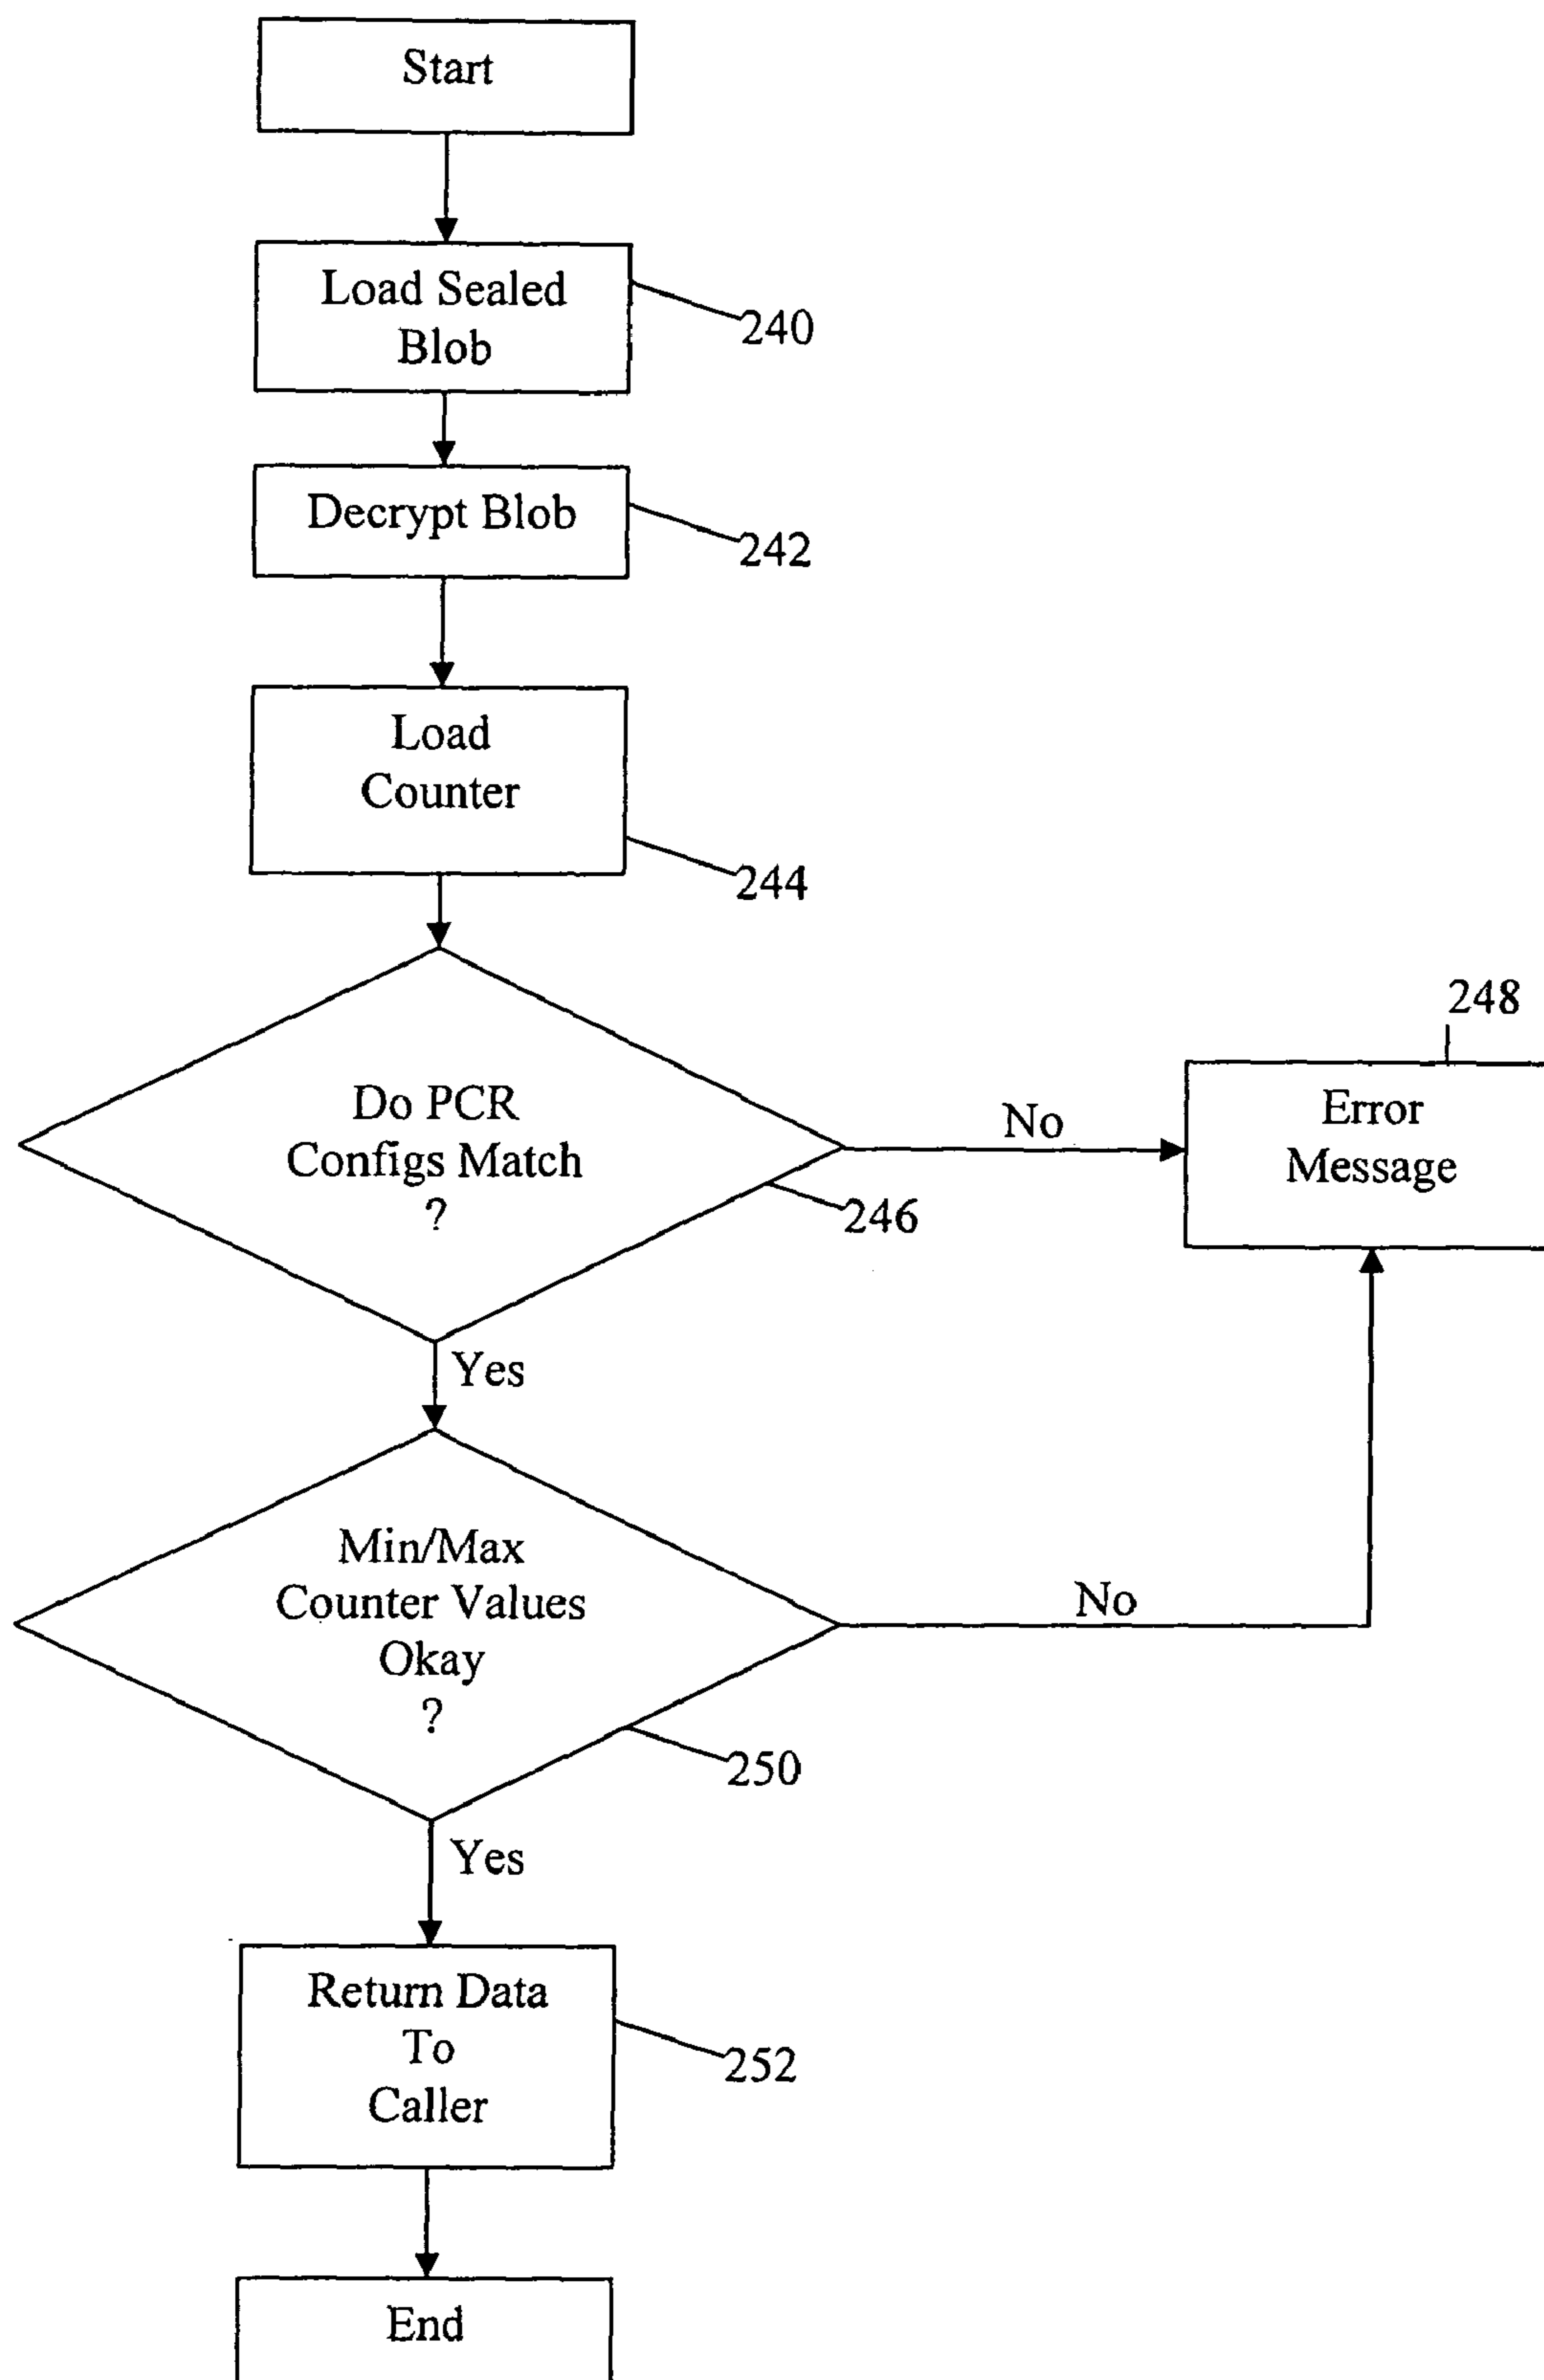 Start
Load Sealed
Blob
240
Decrypt Blob
242
Load
Counter
244
248
Error
Message
Do PCR
Configs Match
?
No
246
Yes
Min/Max
Counter Values
Okay
?
No
250
Yes
Return Data
To
Caller
252
End